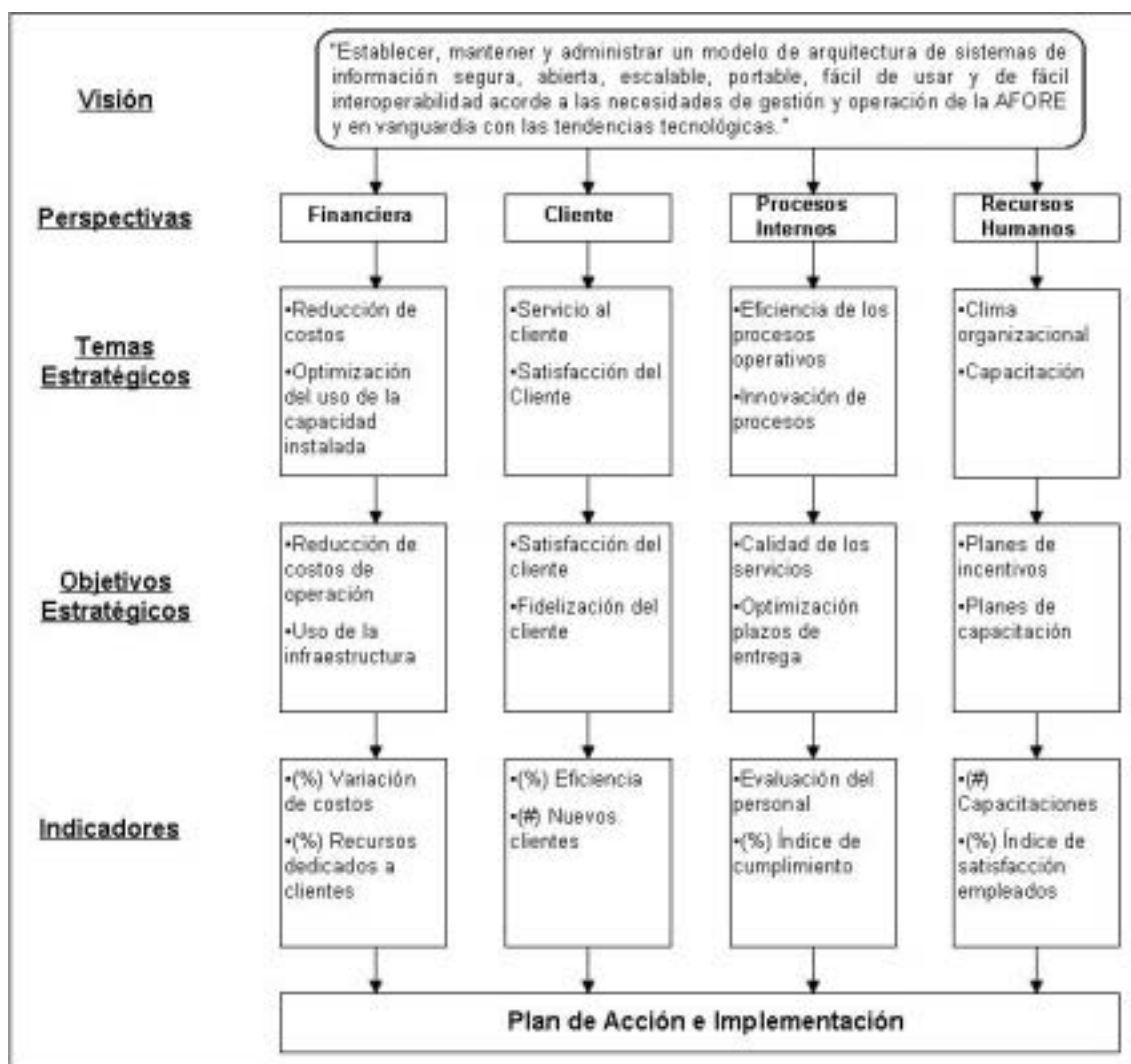 Visión
"Establecer, mantener y administrar un modelo de arquitectura de sistemas de
información segura, abierta, escalable, portable, fácil de usar y de fácil
interoperabilidad acorde a las necesidades de gestión y operación de la AFORE
y en vanguardia con las tendencias tecnológicas."
Perspectivas
Financiera
Cliente
Procesos
Internos
Recursos
Humanos
Temas
Estratégicos
•Reducción de
costos
•Optimización
del uso de la
capacidad
instalada
•Servicio al
cliente
•Satisfacción del
Cliente
•Eficiencia de los
procesos
operativos
•Innovación de
procesos
•Clima
organizacional
•Capacitación
Objetivos
Estratégicos
•Reducción de
costos de
operación
•Uso de la
infraestructura
•Satisfacción del
cliente
•Fidelización del
cliente
•Calidad de los
servicios
•Optimización
plazos de
entrega
•Planes de
incentivos
•Planes de
capacitación
Indicadores
•(%) Variación
de costos
•(%) Recursos
dedicados a
clientes
•(%) Eficiencia
•(#) Nuevos
clientes
•Evaluación del
personal
•(%) Índice de
cumplimiento
•(#)
Capacitaciones
•(%) Índice de
satisfacción
empleados
Plan de Acción e Implementación